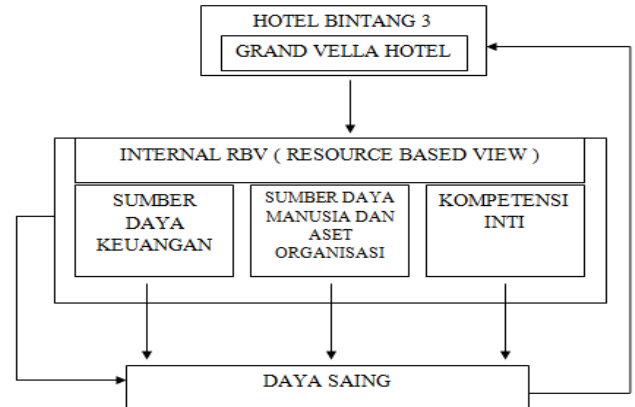 HOTEL BINTANG 3
GRAND VELLA HOTEL
INTERNAL RBV ( RESOURCE BASED VIEW )
SUMBER
DAYA
KEUANGAN
SUMBER DAYA
MANUSIA DAN
ASET
ORGANISASI
KOMPETENSI
INTI
DAYA SAING